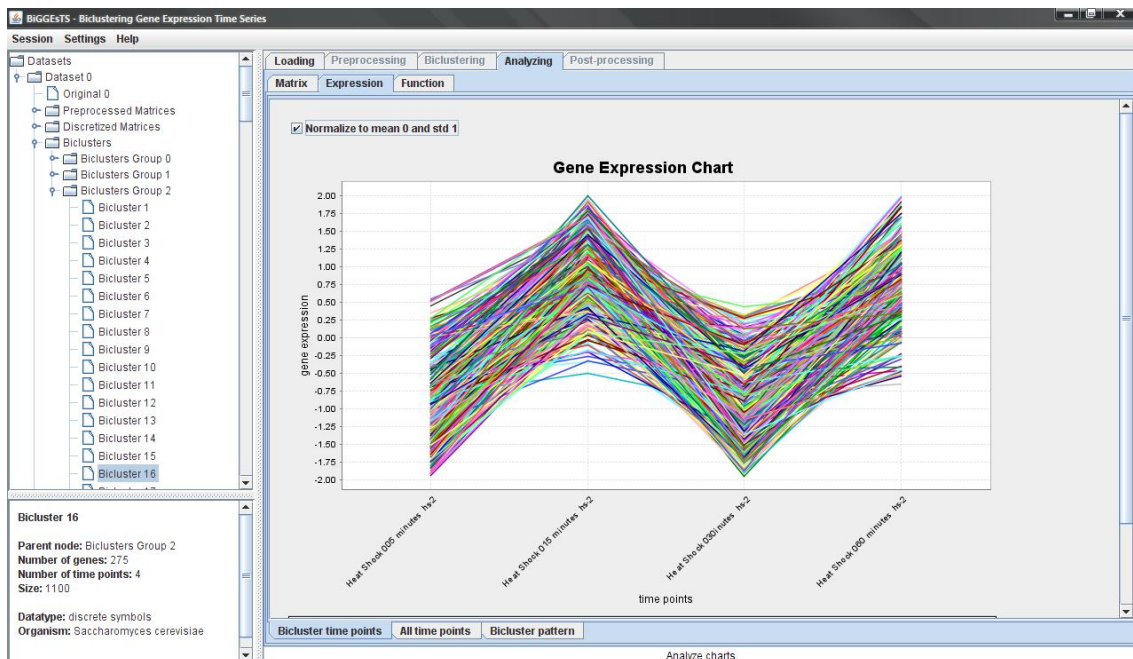 BiGGEsTS - Biclustering Gene Expression Time Series
Session Settings Help
Datasets
Dataset 0
Original 0
Preprocessed Matrices
Discretized Matrices
Biclusters
Biclusters Group 0
Biclusters Group 1
Biclusters Group 2
Bicluster 1
Bicluster 2
Bicluster 3
Bicluster 4
Bicluster 5
Bicluster 6
Bicluster 7
Bicluster 8
Bicluster 9
Bicluster 10
Bicluster 11
Bicluster 12
Bicluster 13
Bicluster 14
Bicluster 15
Bicluster 16
Bicluster 16
Parent node: Biclusters Group 2
Number of genes: 275
Number of time points: 4
Size: 1100
Datatype: discrete symbols
Organism: Saccharomyces cerevisiae
Loading Preprocessing Biclustering Analyzing Post-processing
Matrix Expression Function
Normalize to mean 0 and std 1
Gene Expression Chart
gene expression
2.00
1.75
1.50
1.25
1.00
0.75
0.50
0.25
0.00
-0.25
-0.50
-0.75
-1.00
-1.25
-1.50
-1.75
-2.00
Heat Shock 005 minutes hs-2
Heat Shock 015 minutes hs-2
Heat Shock 030inutes hs-2
Heat Shock 060 minutes hs-2
time points
Bicluster time points All time points Bicluster pattern
Analyze charts.